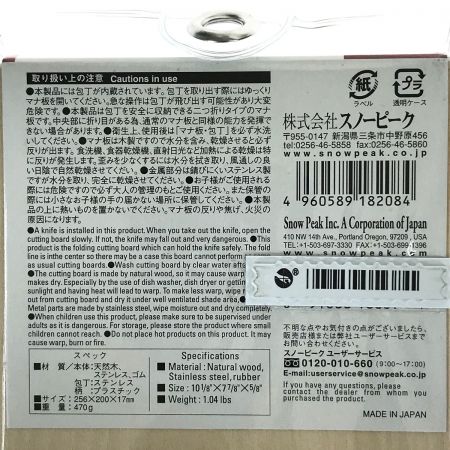 取り扱い上の注意 Cautions in use
●本製品には包丁が内蔵されています。包丁を取り出す際にはゆっくり
マナ板を開いてください。急な操作は包丁が飛び出す可能性があり大変
危険です。●本製品は包丁を安全に収納できる二つ折りタイプのマナ
板です。中央部に折り目がある為、通常のマナ板と同様の能力を発揮で
きない場合があります。●衛生上、使用後は「マナ板・包丁」を必ず水洗
いしてください。●マナ板は木製ですので水分を含み、乾燥させると必ず
反りが出ます。食洗機、食器乾燥機、直射日光など加熱による乾燥は特
に反りが発生します。歪みを少なくするには水分を拭き取り、風通しの良
い日陰で自然乾燥させてください。●金属部分は錆びにくいステンレス製
ですが水分を取り、完全に乾燥させてください。●お子様がご使用される
際には危険ですので必ず大人の管理のもとご使用ください。また保管の
際には小さなお子様の手の届かない場所に保管してください。●本製
品の上に熱いものを置かないでください。マナ板の反りや焦げ、火災の
原因になります。
●A knife is installed in this product. When you take out the knife, open the
cutting board slowly. If not, the knife may fall out and very dangerous. ●This
product is the folding cutting board which can hold the knife safely. The fold
line is inthe center so there may be a case this board cannot perform
as usual cutting boards. ●Wash cutting board by clear water after
●The cutting board is made by natural wood, so it may cause warp
makes dry. Especially by the use of dish washer, dish dryer or getting
sunlight and having heat will lead to warp. To make less warp, wipe
out from cutting board and dry it under well ventilated shade area.
Metal parts are made by stainless steel, wipe moisture out and dry completely.
●When children use this product, please make sure to be supervised under
adults as it is dangerous. For storage, please store the product where small
children cannot reach. ●Do not place hot products on this product. It may
cause warp, burn or fire.
スペック
■材 質／本体:天然木、
ステンレス、ゴム
包丁:ステンレス
柄:プラスチック
■サイズ／256×200×17mm
■重 量／470g
Specifications
■Material : Natural wood,
Stainless steel, rubber
■Size : 10 1/8"×7 7/8"×5/8"
■Weight : 1.04 lbs
紙
ラベル
プラ
透明ケース
株式会社スノーピーク
〒955-0147 新潟県三条市中野原456
tel:0256-46-5858 fax:0256-46-5860
www.snowpeak.co.jp
4 960589 182084
Snow Peak Inc. A Corporation of Japan
410 NW 14th Ave. Portland Oregon, 97209 , USA
TEL:+1-503-697-3330 FAX:+1-503-699-1396
www.snowpeak.com
不明な点やお気付きの点がございましたら、
販売店様または弊社ユーザーサービスまで
お問い合わせください。
スノーピーク ユーザーサービス
0120-010-660 (9:00〜17:00)
E-mail:userservice@snowpeak.co.jp
MADE IN JAPAN